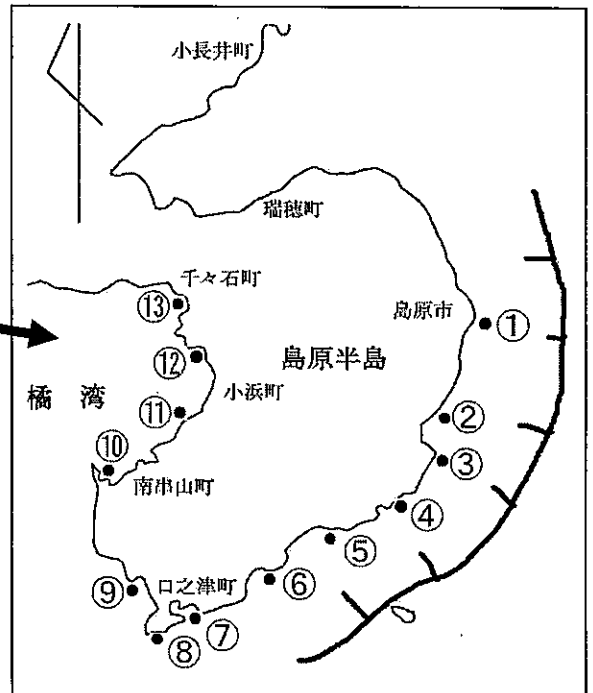 小長井町
瑞穂町
千々石町
⑬
島原市
①
⑫
島原半島
小浜町
橘湾
⑪
②
⑩
③
南串山町
④
⑤
⑥
⑨
口之津町
⑦
⑧